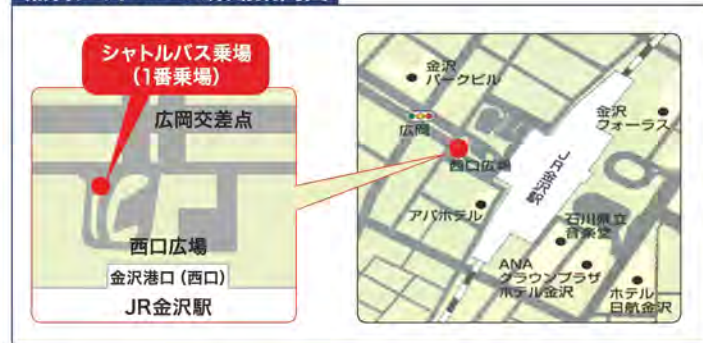 シャトルバス乗場
(1番乗場)
広岡交差点
西口広場
金沢港口(西口)
JR金沢駅
金沢
パークビル
広岡
西口広場
JR金沢駅
金沢
フォーラス
アパホテル
石川県立
音楽堂
ANA
クラウンプラザ
ホテル金沢
ホテル
日航金沢